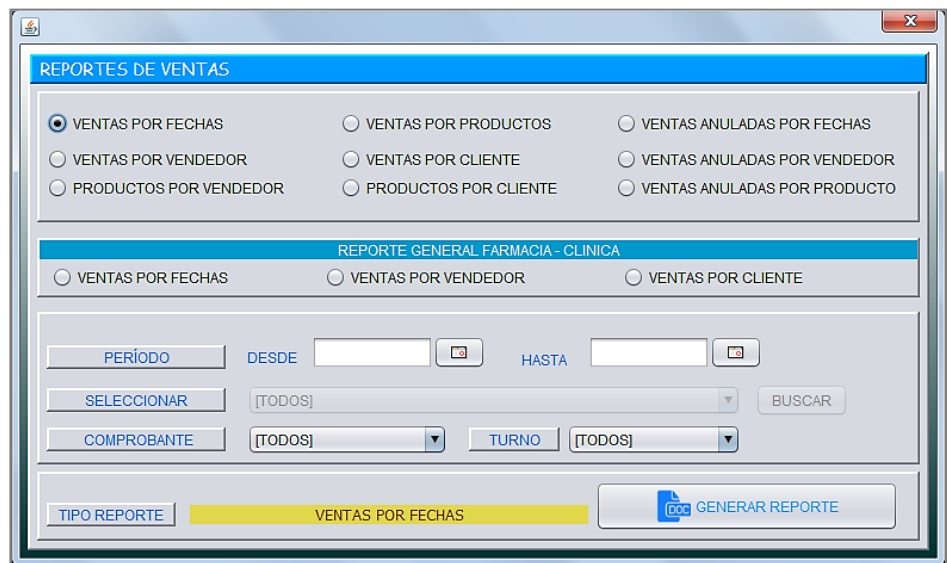 REPORTES DE VENTAS
VENTAS POR FECHAS VENTAS POR PRODUCTOS VENTAS ANULADAS POR FECHAS
VENTAS POR VENDEDOR VENTAS POR CLIENTE VENTAS ANULADAS POR VENDEDOR
PRODUCTOS POR VENDEDOR PRODUCTOS POR CLIENTE VENTAS ANULADAS POR PRODUCTO
REPORTE GENERAL FARMACIA - CLINICA
VENTAS POR FECHAS VENTAS POR VENDEDOR VENTAS POR CLIENTE
PERÍODO DESDE HASTA
SELECCIONAR [TODOS] BUSCAR
COMPROBANTE [TODOS] TURNO [TODOS]
TIPO REPORTE VENTAS POR FECHAS DOC GENERAR REPORTE